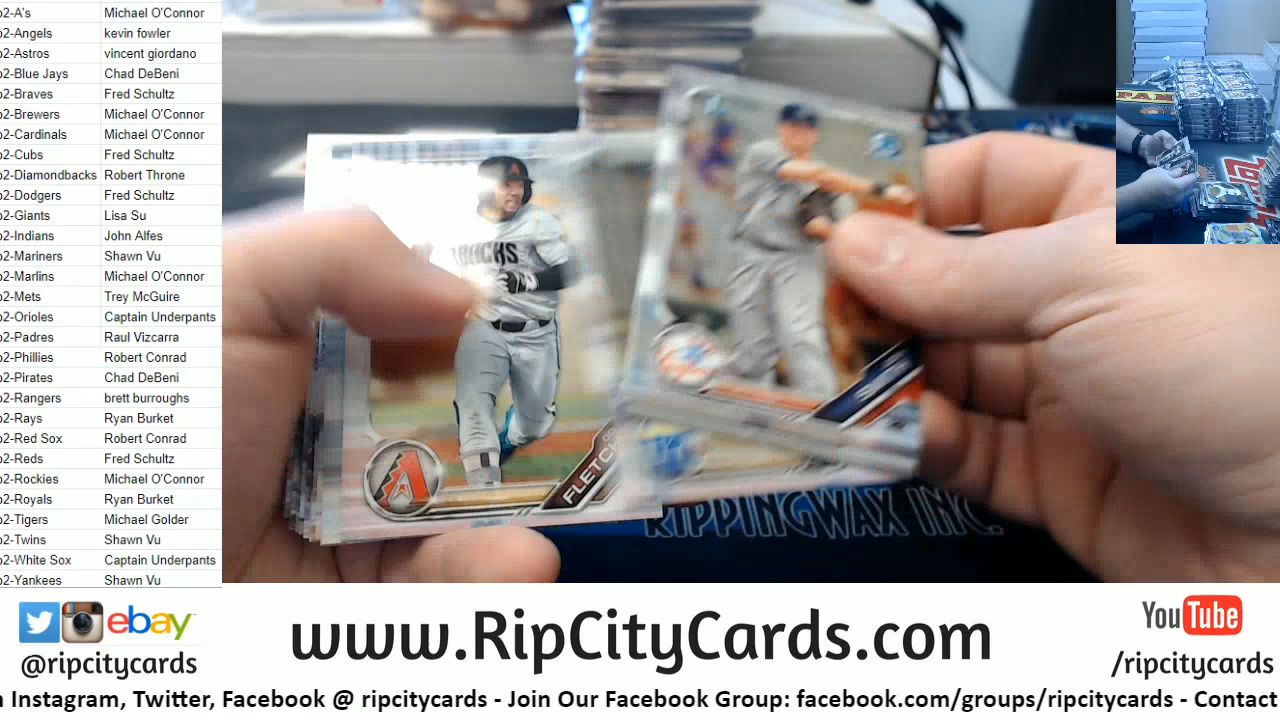 o2-A's Michael O'Connor
o2-Angels kevin fowler
o2-Astros vincent giordano
o2-Blue Jays Chad DeBeni
o2-Braves Fred Schultz
o2-Brewers Michael O'Connor
o2-Cardinals Michael O'Connor
o2-Cubs Fred Schultz
o2-Diamondbacks Robert Throne
o2-Dodgers Fred Schultz
o2-Giants Lisa Su
o2-Indians John Alfes
o2-Mariners Shawn Vu
o2-Marlins Michael O'Connor
o2-Mets Trey McGuire
o2-Orioles Captain Underpants
o2-Padres Raul Vizcarra
o2-Phillies Robert Conrad
o2-Pirates Chad DeBeni
o2-Rangers brett burroughs
o2-Rays Ryan Burket
o2-Red Sox Robert Conrad
o2-Reds Fred Schultz
o2-Rockies Michael O'Connor
o2-Royals Ryan Burket
o2-Tigers Michael Golder
o2-Twins Shawn Vu
o2-White Sox Captain Underpants
o2-Yankees Shawn Vu
A
FLETCH
RIPPINGWAX INC.
ebay
@ripcitycards
www.RipCityCards.com
YouTube
/ripcitycards
n Instagram, Twitter, Facebook @ ripcitycards - Join Our Facebook Group: facebook.com/groups/ripcitycards - Contact